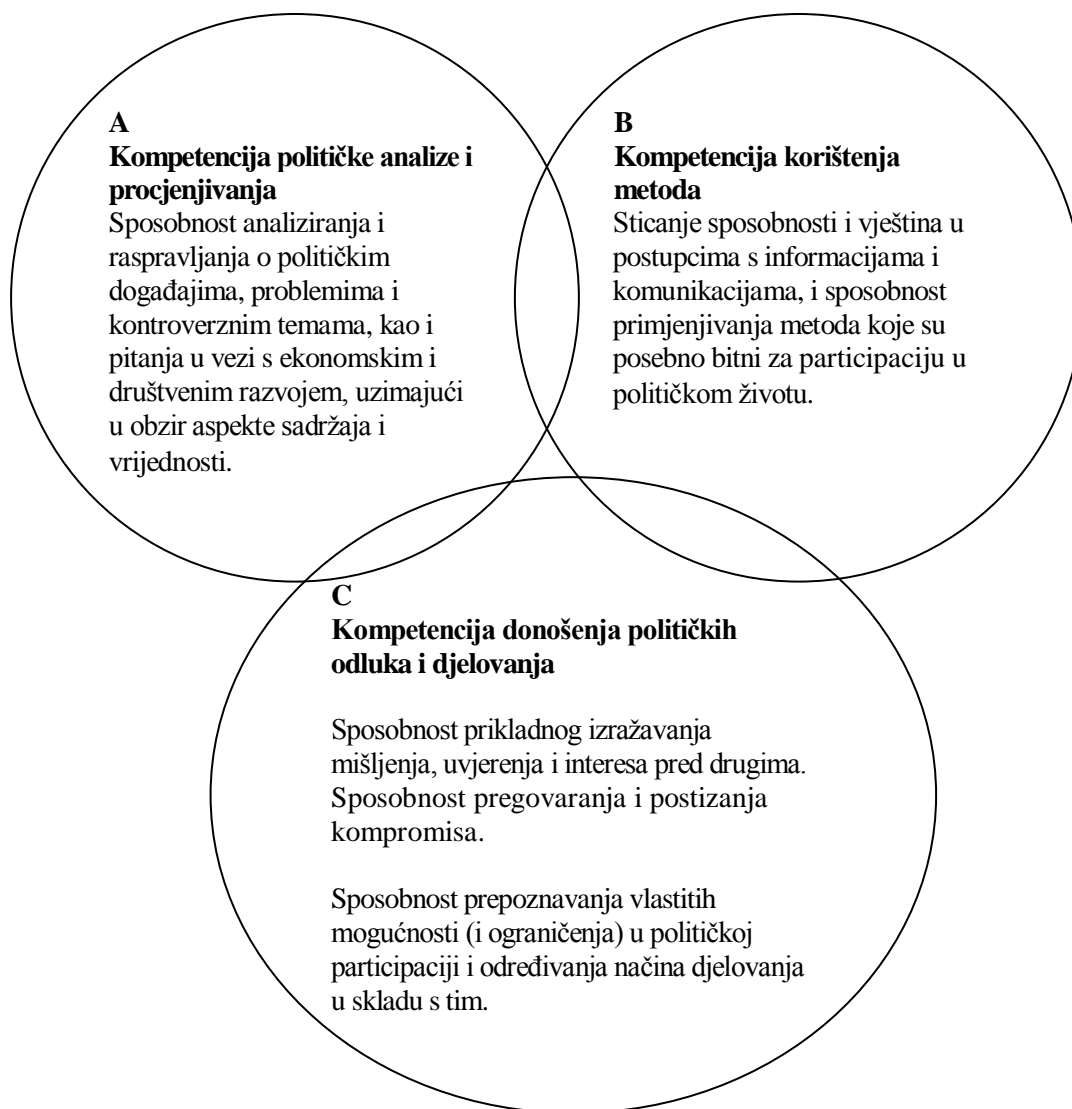 A
Kompetencija političke analize i
procjenjivanja
Sposobnost analiziranja i
raspravljanja o političkim
događajima, problemima i
kontroverznim temama, kao i
pitanja u vezi s ekonomskim i
društvenim razvojem, uzimajući
u obzir aspekte sadržaja i
vrijednosti.
B
Kompetencija korištenja
metoda
Sticanje sposobnosti i vještina u
postupcima s informacijama i
komunikacijama, i sposobnost
primjenjivanja metoda koje su
posebno bitni za participaciju u
političkom životu.
C
Kompetencija donošenja političkih
odluka i djelovanja
Sposobnost prikladnog izražavanja
mišljenja, uvjerenja i interesa pred drugima.
Sposobnost pregovaranja i postizanja
kompromisa.
Sposobnost prepoznavanja vlastitih
mogućnosti (i ograničenja) u političkoj
participaciji i određivanja načina djelovanja
u skladu s tim.